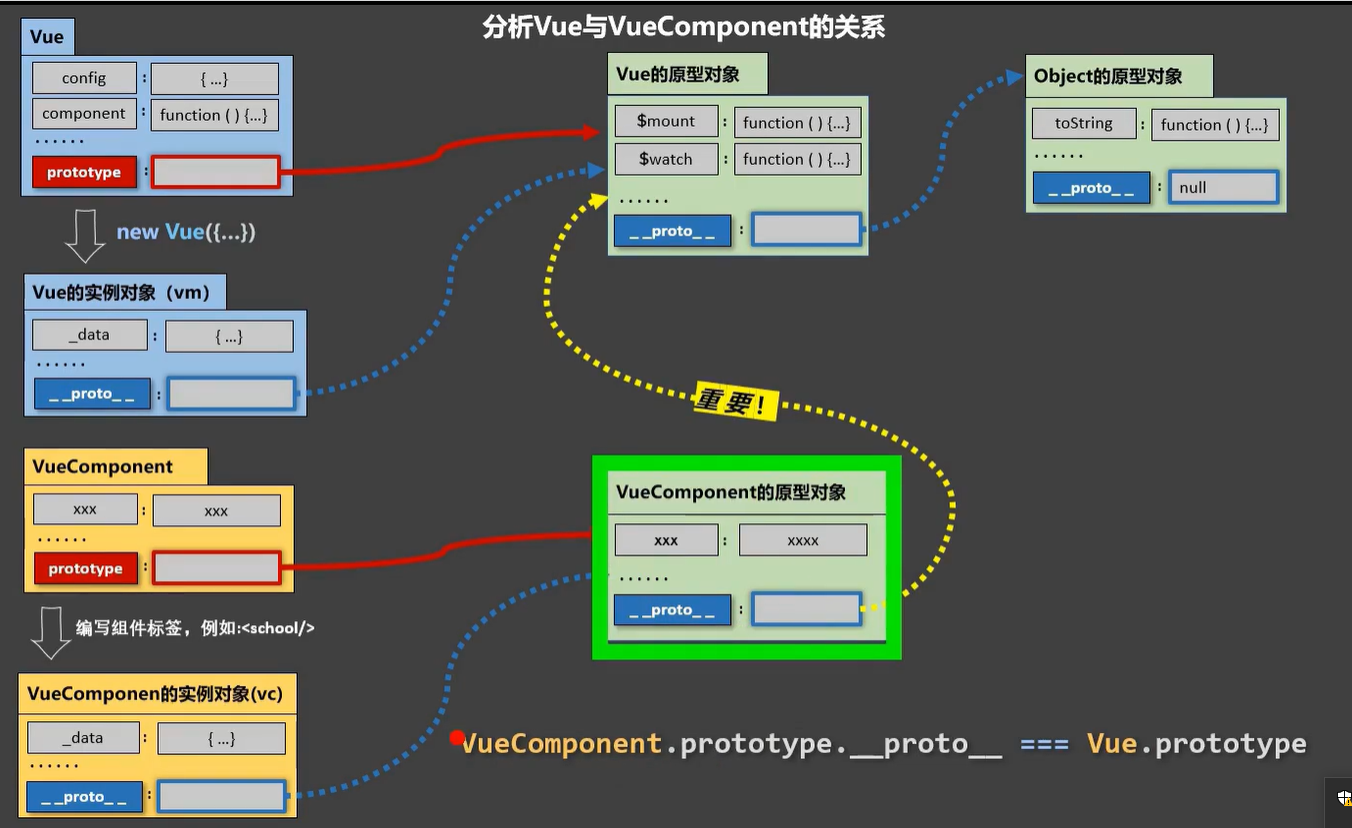 分析Vue与VueComponent的关系
Vue
config : { ...}
component : function ( ) {...}
······
prototype :
new Vue({...})
Vue的实例对象（vm）
_data : { ...}
······
_ _proto_ _ :
Vue的原型对象
$mount : function ( ) {...}
$watch : function ( ) {...}
······
_ _proto_ _ :
Object的原型对象
toString : function ( ) {...}
······
_ _proto_ _ : null
重要!
VueComponent
xxx : xxx
······
prototype :
编写组件标签，例如:<school/>
VueComponen的实例对象(vc)
_data : { ...}
······
_ _proto_ _ :
VueComponent的原型对象
xxx : xxxx
······
_ _proto_ _ :
VueComponent.prototype.__proto__ === Vue.prototype